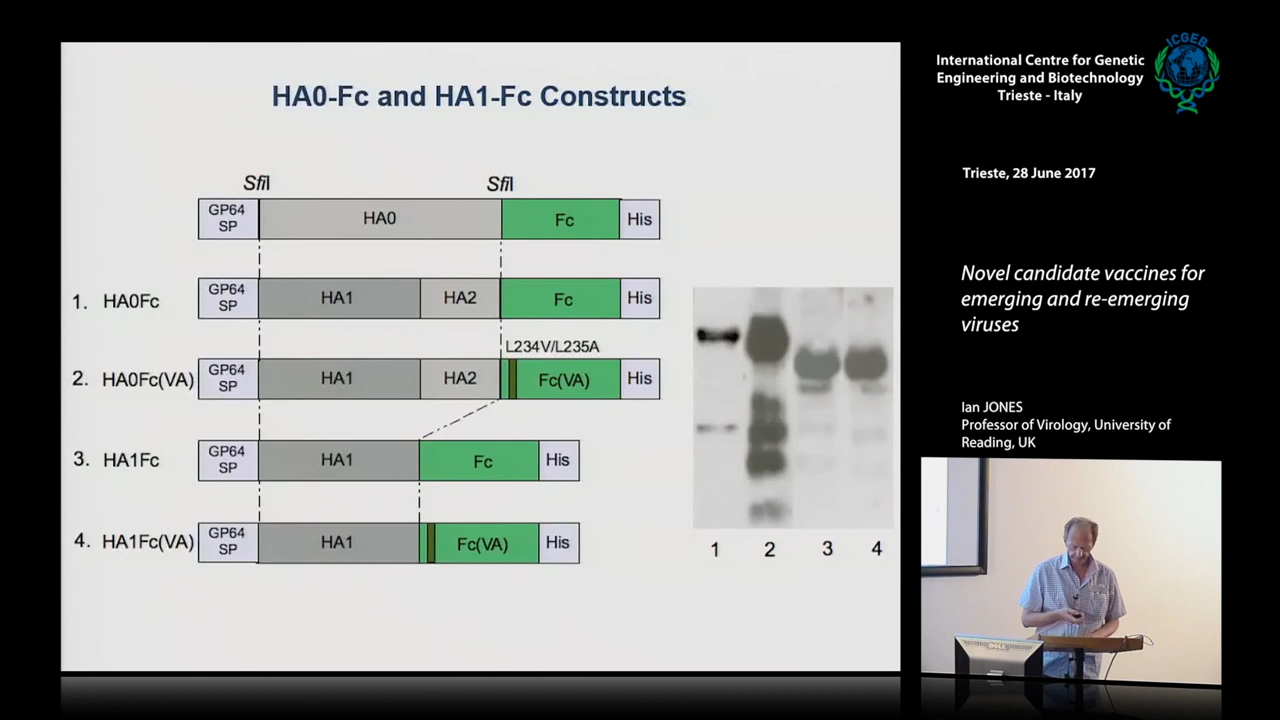 HA0-Fc and HA1-Fc Constructs
SfiI SfiI
GP64
SP
HA0
Fc
His
1. HA0Fc
GP64
SP
HA1
HA2
Fc
His
L234V/L235A
2. HA0Fc(VA)
GP64
SP
HA1
HA2
Fc(VA)
His
3. HA1Fc
GP64
SP
HA1
Fc
His
4. HA1Fc(VA)
GP64
SP
HA1
Fc(VA)
His
1 2 3 4
ICGEB
International Centre for Genetic
Engineering and Biotechnology
Trieste - Italy
Trieste, 28 June 2017
Novel candidate vaccines for
emerging and re-emerging
viruses
Ian JONES
Professor of Virology, University of
Reading, UK